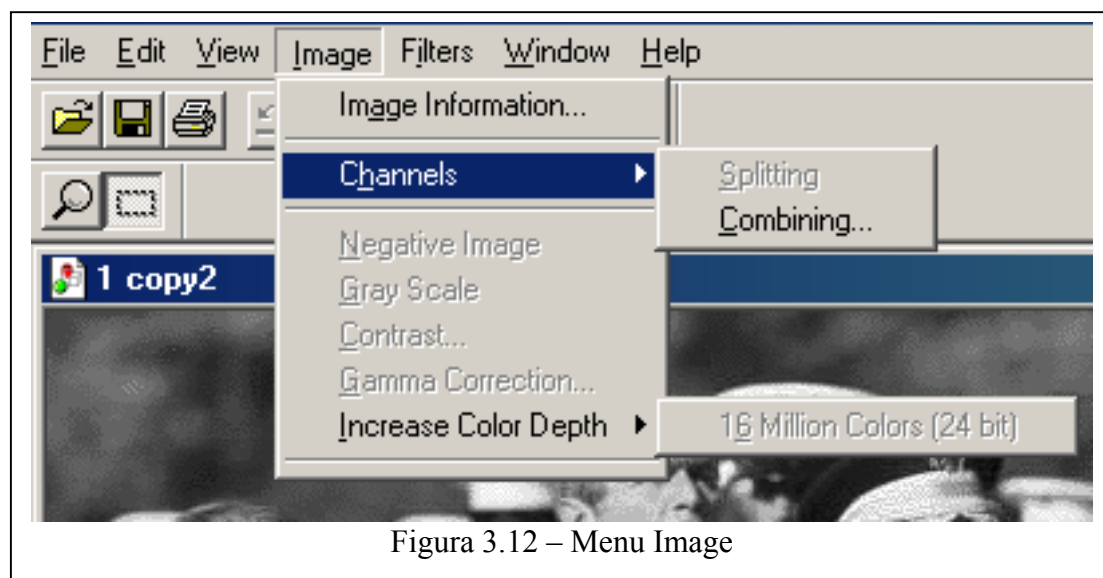 File Edit View Image Filters Window Help
Image Information...
Channels
Splitting
Combining...
Negative Image
1 copy2
Gray Scale
Contrast...
Gamma Correction...
Increase Color Depth
16 Million Colors (24 bit)
Figura 3.12 – Menu Image